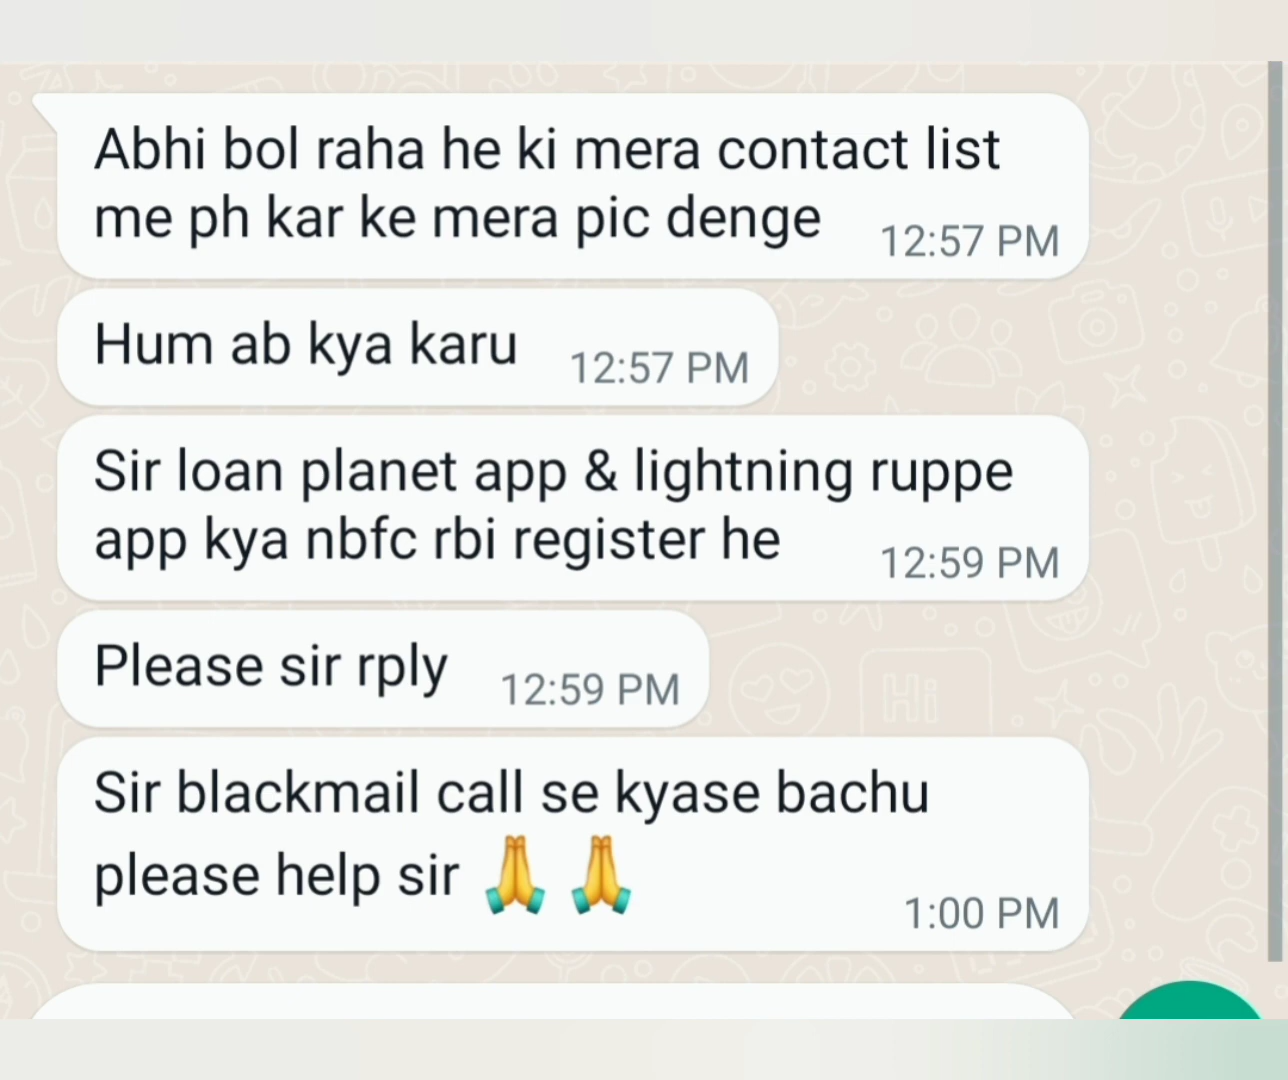 Abhi bol raha he ki mera contact list
me ph kar ke mera pic denge 12:57 PM
Hum ab kya karu 12:57 PM
Sir loan planet app & lightning ruppe
app kya nbfc rbi register he 12:59 PM
Please sir rply 12:59 PM
Sir blackmail call se kyase bachu
please help sir 🙏 🙏
1:00 PM
Hi